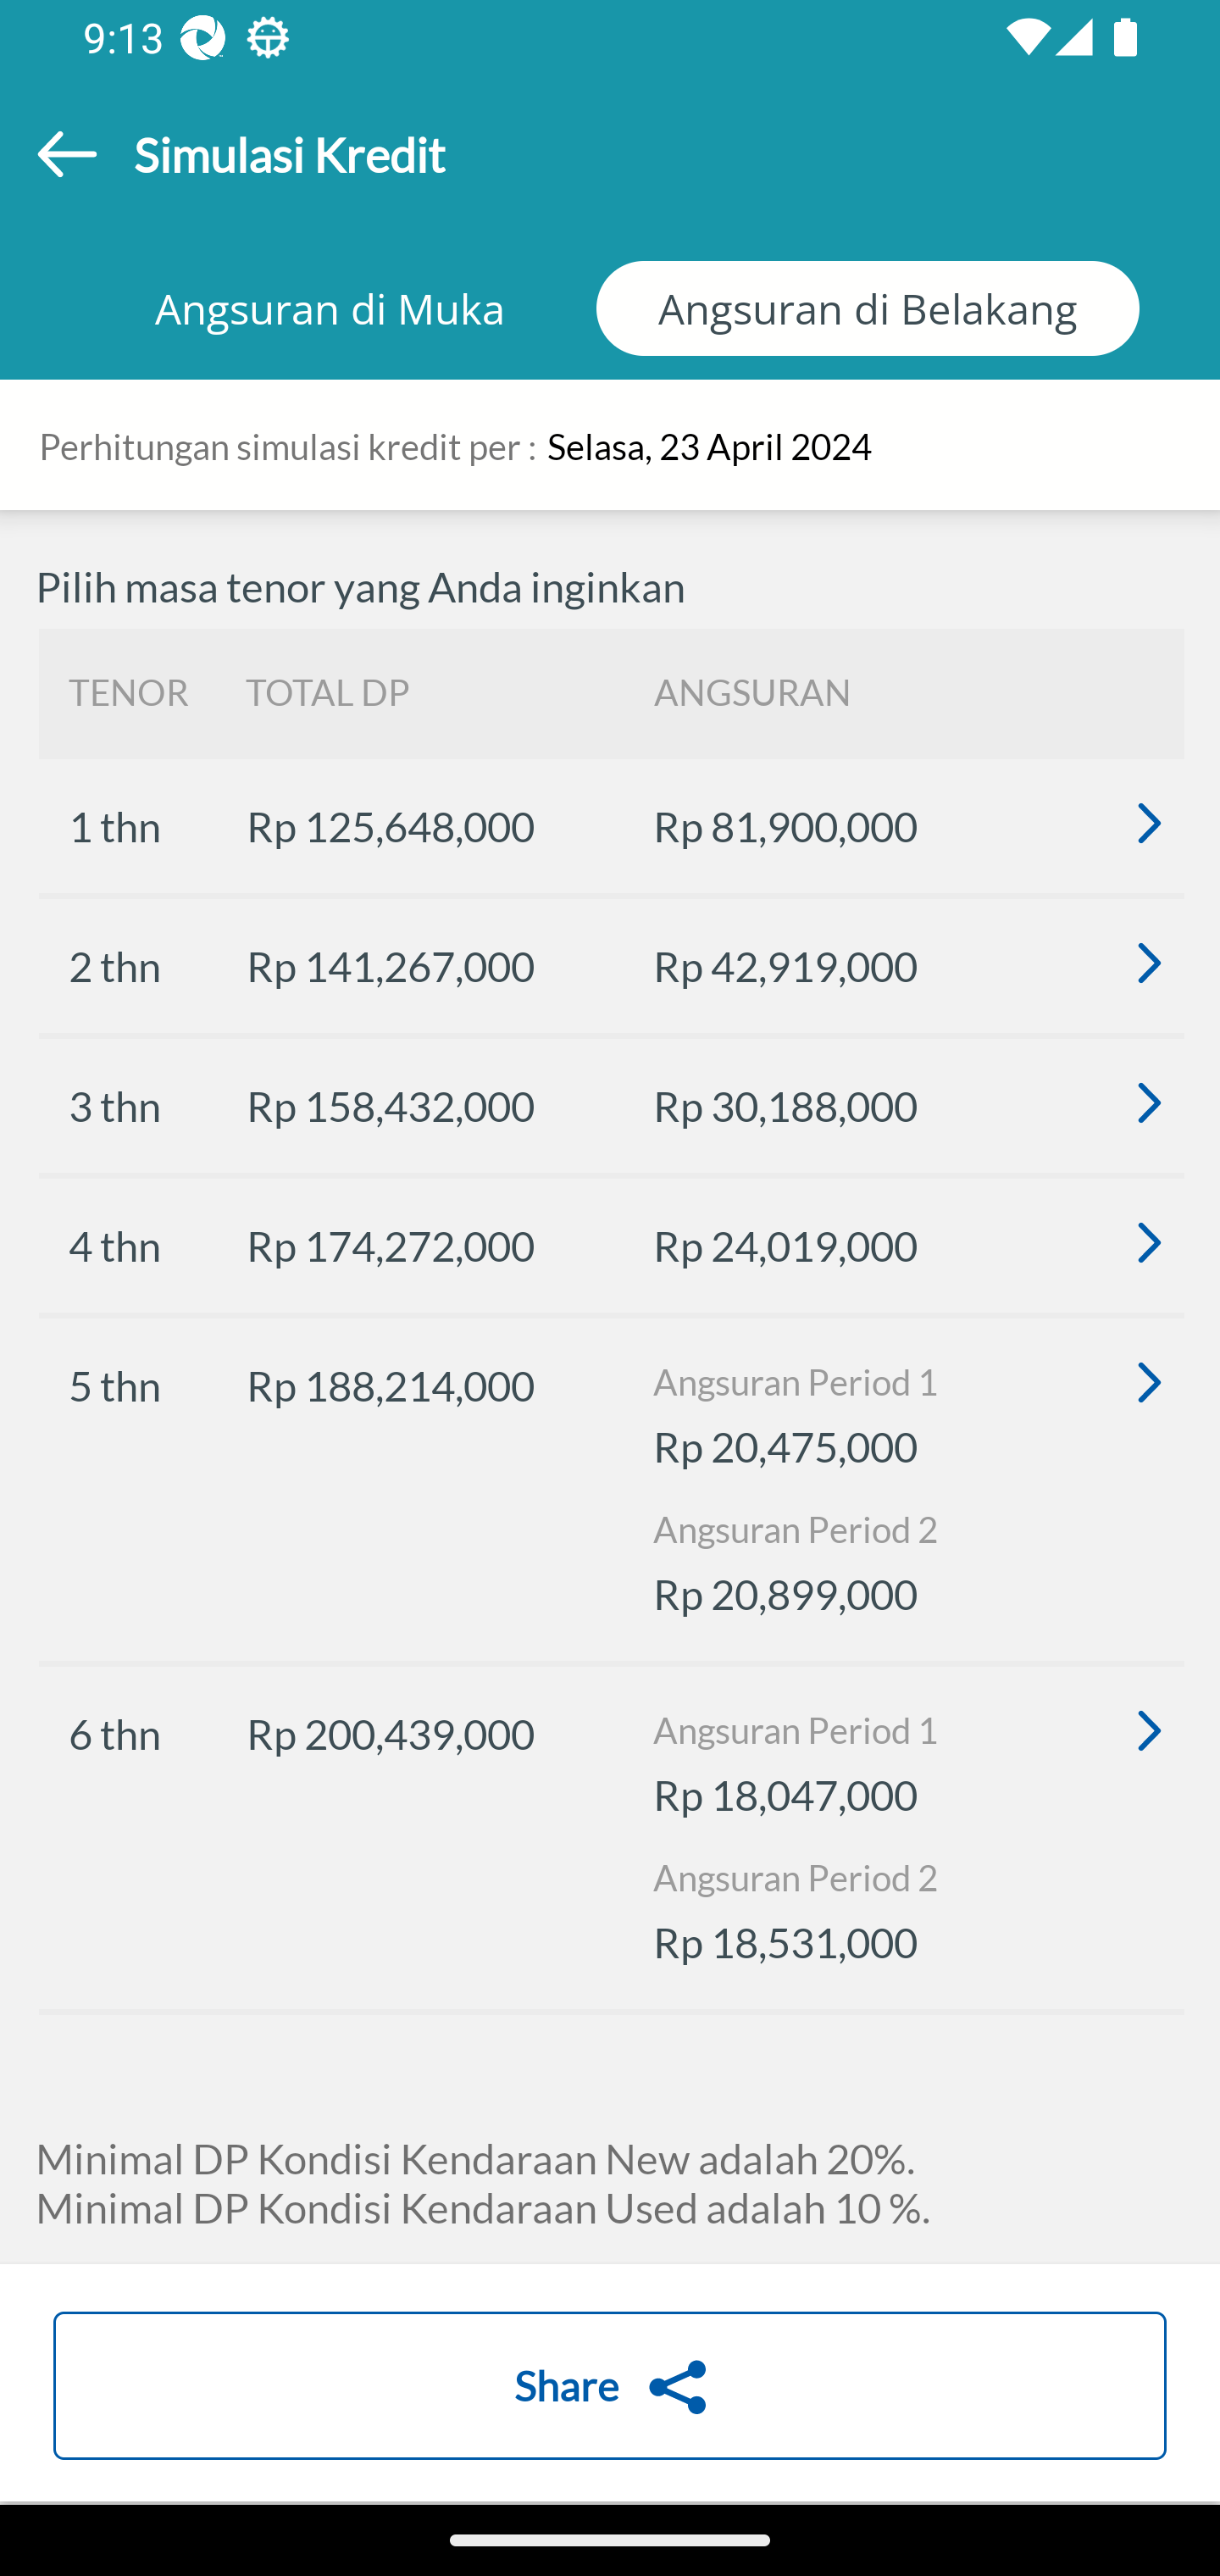 9:13
Simulasi Kredit
Angsuran di Muka
Angsuran di Belakang
Perhitungan simulasi kredit per : Selasa, 23 April 2024
Pilih masa tenor yang Anda inginkan
TENOR TOTAL DP ANGSURAN
1 thn Rp 125,648,000 Rp 81,900,000
2 thn Rp 141,267,000 Rp 42,919,000
3 thn Rp 158,432,000 Rp 30,188,000
4 thn Rp 174,272,000 Rp 24,019,000
5 thn Rp 188,214,000 Angsuran Period 1
Rp 20,475,000
Angsuran Period 2
Rp 20,899,000
6 thn Rp 200,439,000 Angsuran Period 1
Rp 18,047,000
Angsuran Period 2
Rp 18,531,000
Minimal DP Kondisi Kendaraan New adalah 20%.
Minimal DP Kondisi Kendaraan Used adalah 10 %.
Share